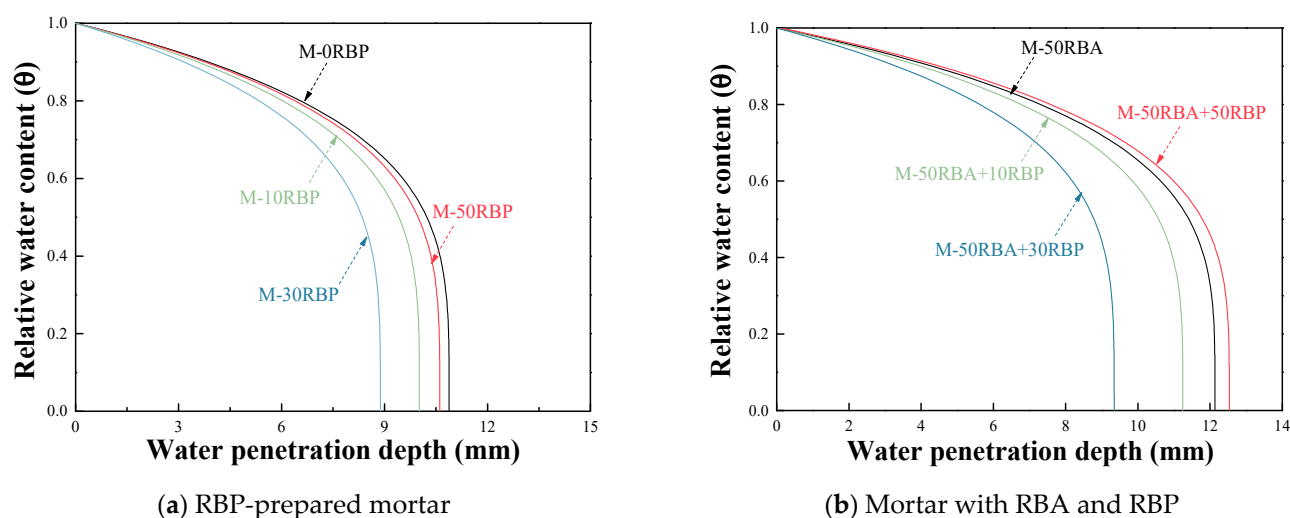 Relative water content (θ)
1.0
0.8
0.6
0.4
0.2
0.0
M-0RBP
M-10RBP
M-50RBP
M-30RBP
0 3 6 9 12 15
Water penetration depth (mm)
(a) RBP-prepared mortar
Relative water content (θ)
1.0
0.8
0.6
0.4
0.2
0.0
M-50RBA
M-50RBA+50RBP
M-50RBA+10RBP
M-50RBA+30RBP
0 2 4 6 8 10 12 14
Water penetration depth (mm)
(b) Mortar with RBA and RBP